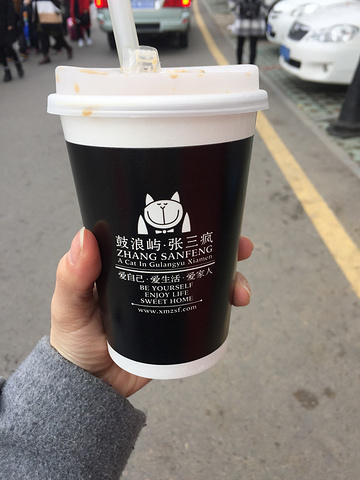 鼓浪屿·张三疯
ZHANG SANFENG
A Cat In Gulangyu Xiamen
爱自己·爱生活·爱家人
BE YOURSELF
ENJOY LIFE
SWEET HOME
www.xmzsf.com